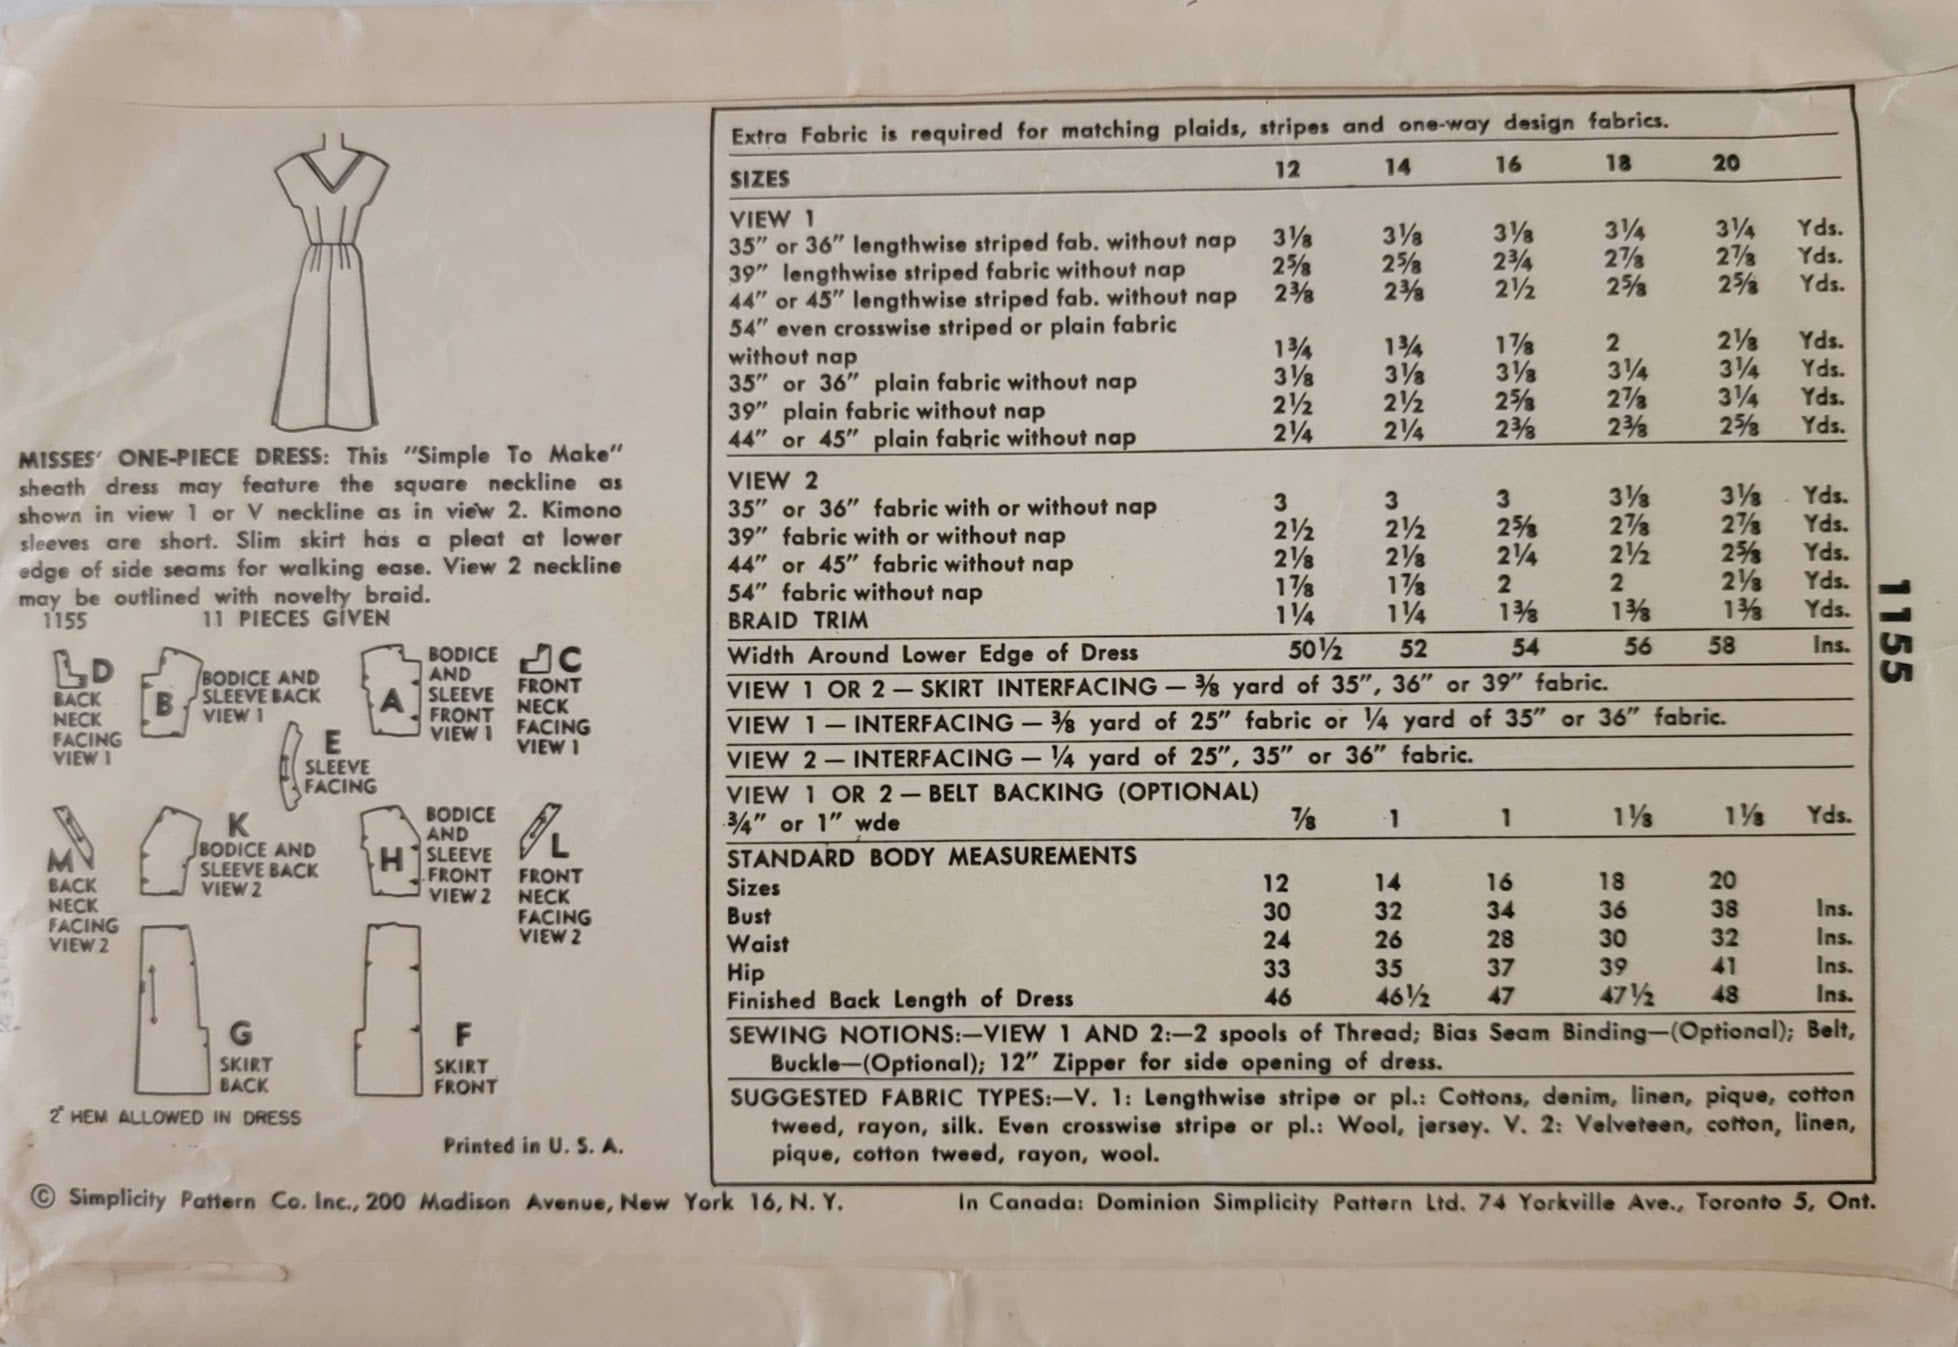 MISSES' ONE-PIECE DRESS: This "Simple To Make"
sheath dress may feature the square neckline as
shown in view 1 or V neckline as in view 2. Kimono
sleeves are short. Slim skirt has a pleat at lower
edge of side seams for walking ease. View 2 neckline
may be outlined with novelty braid.
1155 11 PIECES GIVEN
D
BACK
NECK
FACING
VIEW 1
B
BODICE AND
SLEEVE BACK
VIEW 1
A
BODICE
AND
SLEEVE
FRONT
VIEW 1
C
FRONT
NECK
FACING
VIEW 1
E
SLEEVE
FACING
M
BACK
NECK
FACING
VIEW 2
K
BODICE AND
SLEEVE BACK
VIEW 2
H
BODICE
AND
SLEEVE
FRONT
VIEW 2
L
FRONT
NECK
FACING
VIEW 2
G
SKIRT
BACK
F
SKIRT
FRONT
2" HEM ALLOWED IN DRESS
Printed in U. S. A.
Extra Fabric is required for matching plaids, stripes and one-way design fabrics.
SIZES 12 14 16 18 20
VIEW 1
35" or 36" lengthwise striped fab. without nap 3⅛ 3⅛ 3⅛ 3¼ 3¼ Yds.
39" lengthwise striped fabric without nap 2⅝ 2⅝ 2¾ 2⅞ 2⅞ Yds.
44" or 45" lengthwise striped fab. without nap 2⅜ 2⅜ 2½ 2⅝ 2⅝ Yds.
54" even crosswise striped or plain fabric
without nap 1¾ 1¾ 1⅞ 2 2⅛ Yds.
35" or 36" plain fabric without nap 3⅛ 3⅛ 3⅛ 3¼ 3¼ Yds.
39" plain fabric without nap 2½ 2½ 2⅝ 2⅞ 3¼ Yds.
44" or 45" plain fabric without nap 2¼ 2¼ 2⅜ 2⅜ 2⅝ Yds.
VIEW 2
35" or 36" fabric with or without nap 3 3 3 3⅛ 3⅛ Yds.
39" fabric with or without nap 2½ 2½ 2⅝ 2⅞ 2⅞ Yds.
44" or 45" fabric without nap 2⅛ 2⅛ 2¼ 2½ 2⅝ Yds.
54" fabric without nap 1⅞ 1⅞ 2 2 2⅛ Yds.
BRAID TRIM 1¼ 1¼ 1⅜ 1⅜ 1⅜ Yds.
Width Around Lower Edge of Dress 50½ 52 54 56 58 Ins.
VIEW 1 OR 2 — SKIRT INTERFACING — ⅜ yard of 35", 36" or 39" fabric.
VIEW 1 — INTERFACING — ⅜ yard of 25" fabric or ¼ yard of 35" or 36" fabric.
VIEW 2 — INTERFACING — ¼ yard of 25", 35" or 36" fabric.
VIEW 1 OR 2 — BELT BACKING (OPTIONAL)
¾" or 1" wde ⅞ 1 1 1⅛ 1⅛ Yds.
STANDARD BODY MEASUREMENTS
Sizes 12 14 16 18 20
Bust 30 32 34 36 38 Ins.
Waist 24 26 28 30 32 Ins.
Hip 33 35 37 39 41 Ins.
Finished Back Length of Dress 46 46½ 47 47½ 48 Ins.
SEWING NOTIONS:—VIEW 1 AND 2:—2 spools of Thread; Bias Seam Binding—(Optional); Belt,
Buckle—(Optional); 12" Zipper for side opening of dress.
SUGGESTED FABRIC TYPES:—V. 1: Lengthwise stripe or pl.: Cottons, denim, linen, pique, cotton
tweed, rayon, silk. Even crosswise stripe or pl.: Wool, jersey. V. 2: Velveteen, cotton, linen,
pique, cotton tweed, rayon, wool.
1155
© Simplicity Pattern Co. Inc., 200 Madison Avenue, New York 16, N. Y. In Canada: Dominion Simplicity Pattern Ltd. 74 Yorkville Ave., Toronto 5, Ont.